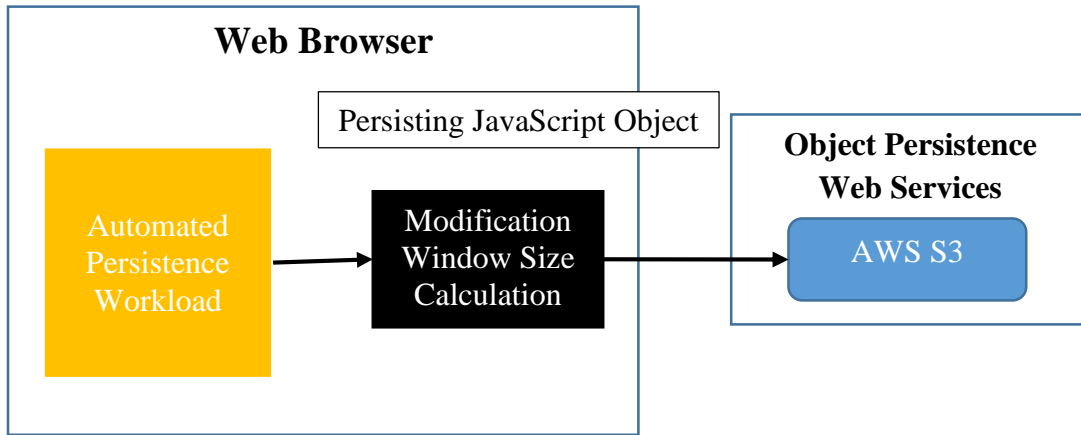 Web Browser
Persisting JavaScript Object
Automated
Persistence
Workload
Modification
Window Size
Calculation
Object Persistence
Web Services
AWS S3